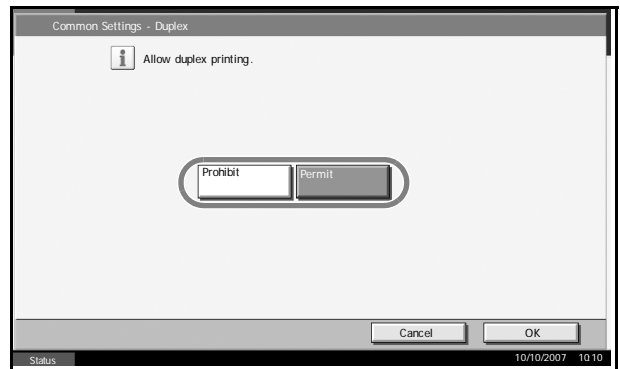 Common Settings - Duplex
Allow duplex printing.
Prohibit
Permit
Cancel
OK
Status
10/10/2007 10:10